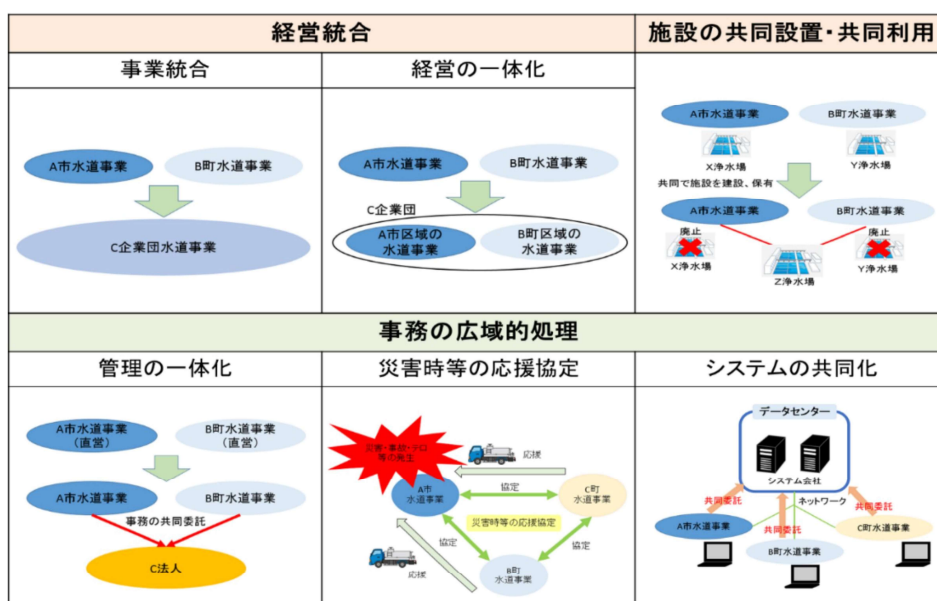 経営統合
施設の共同設置・共同利用
事業統合
経営の一体化
A市水道事業
B町水道事業
C企業団水道事業
A市水道事業
B町水道事業
C企業団
A市区域の
水道事業
B町区域の
水道事業
A市水道事業
B町水道事業
X浄水場
Y浄水場
共同で施設を建設、保有
A市水道事業
B町水道事業
廃止
廃止
X浄水場
Z浄水場
Y浄水場
事務の広域的処理
管理の一体化
災害時等の応援協定
システムの共同化
A市水道事業
(直営)
B町水道事業
(直営)
A市水道事業
B町水道事業
事務の共同委託
C法人
災害・事故・テロ
等の発生
応援
A市
水道事業
協定
C町
水道事業
災害時等の応援協定
協定
協定
応援
B町
水道事業
データセンター
システム会社
共同委託
ネットワーク
共同委託
共同委託
A市水道事業
C町水道事業
B町水道事業